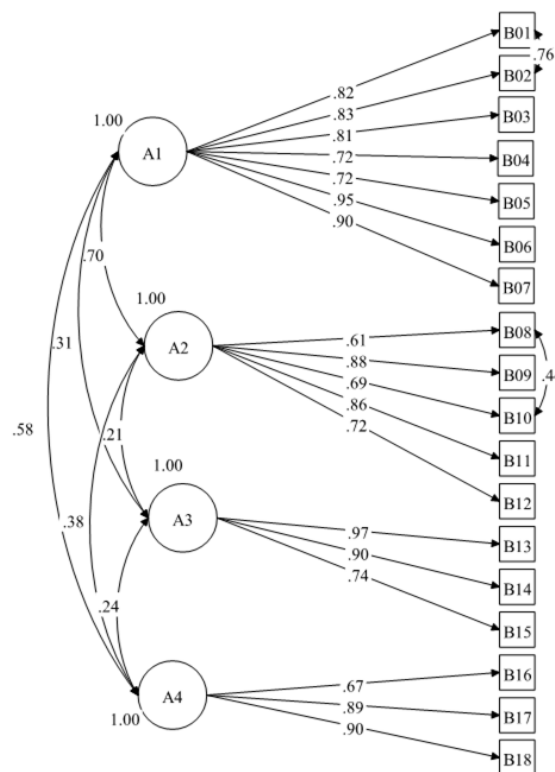 B01
.76
B02
.82
1.00
.83
B03
.81
A1
.72
B04
.72
B05
.95
.90
B06
.70
B07
1.00
.61
B08
.31
A2
.88
B09
.4
.69
B10
.86
.58
.21
.72
B11
1.00
B12
.38
A3
.97
B13
.90
.74
B14
.24
B15
.67
B16
A4
.89
1.00
.90
B17
B18